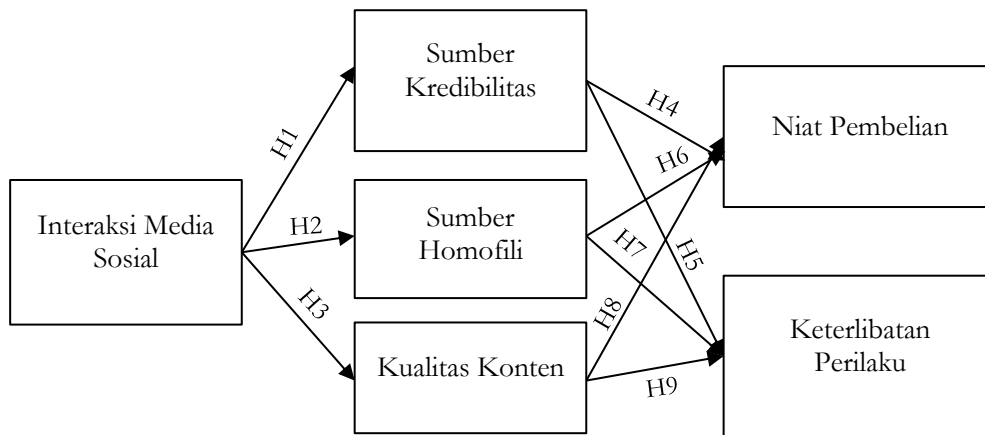 Sumber
Kredibilitas
Niat Pembelian
H4
H1
H6
Interaksi Media
Sosial
H2
Sumber
Homofili
H7
H5
H3
H8
Keterlibatan
Perilaku
Kualitas Konten
H9